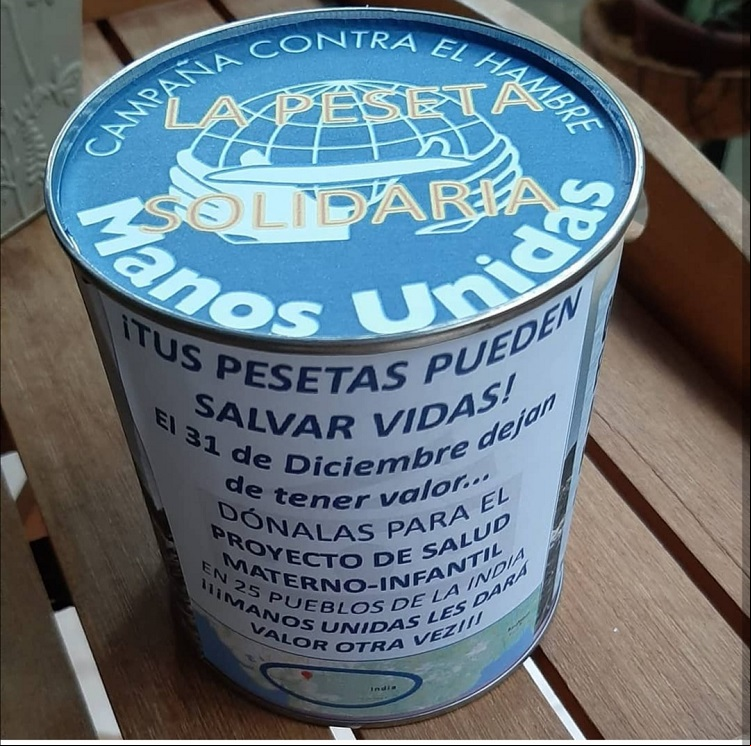 CAMPAÑA CONTRA EL HAMBRE
LA PESETA
SOLIDARIA
Manos Unidas
¡TUS PESETAS PUEDEN
SALVAR VIDAS!
El 31 de Diciembre dejan
de tener valor...
DÓNALAS PARA EL
PROYECTO DE SALUD
MATERNO-INFANTIL
EN 25 PUEBLOS DE LA INDIA
¡¡¡MANOS UNIDAS LES DARÁ
VALOR OTRA VEZ!!!
India